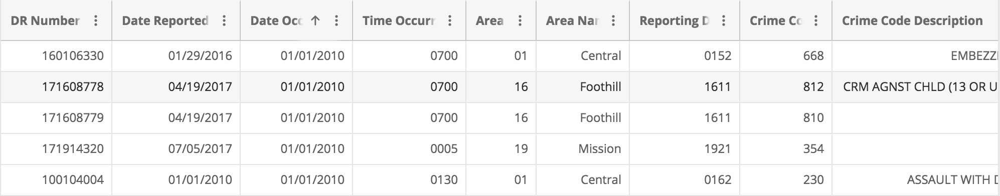 DR Number Date Reported Date Occ Time Occurr Area Area Nar Reporting D Crime Co Crime Code Description
160106330 01/29/2016 01/01/2010 0700 01 Central 0152 668 EMBEZZ
171608778 04/19/2017 01/01/2010 0700 16 Foothill 1611 812 CRM AGNST CHLD (13 OR U
171608779 04/19/2017 01/01/2010 0700 16 Foothill 1611 810
171914320 07/05/2017 01/01/2010 0005 19 Mission 1921 354
100104004 01/01/2010 01/01/2010 0130 01 Central 0162 230 ASSAULT WITH D